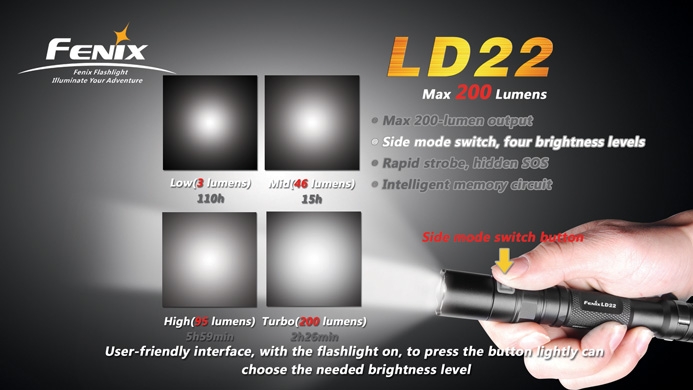 FENIX
Fenix Flashlight
Illuminate Your Adventure
LD22
Max 200 Lumens
Max 200-lumen output
Side mode switch, four brightness levels
Rapid strobe, hidden SOS
Intelligent memory circuit
Low(3 lumens)
110h
Mid(46 lumens)
15h
Side mode switch button
FENIX LD22
High(95 lumens)
5h59min
Turbo(200 lumens)
2h26min
User-friendly interface, with the flashlight on, to press the button lightly can
choose the needed brightness level